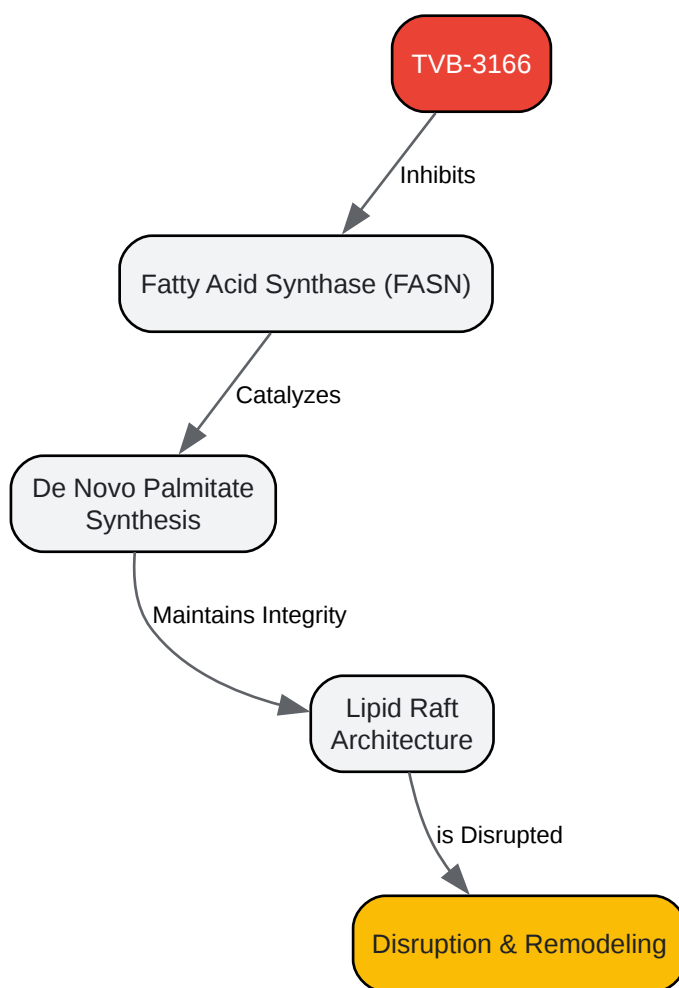 TVB-3166
Inhibits
Fatty Acid Synthase (FASN)
Catalyzes
De Novo Palmitate
Synthesis
Maintains Integrity
Lipid Raft
Architecture
is Disrupted
Disruption & Remodeling